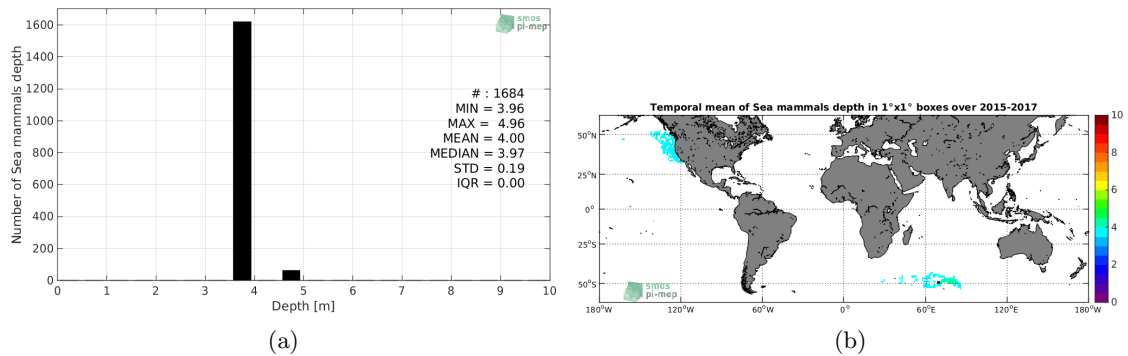 1600
1400
1200
1000
800
600
400
200
0
Number of Sea mammals depth
smos
pi-mep
# : 1684
MIN = 3.96
MAX = 4.96
MEAN = 4.00
MEDIAN = 3.97
STD = 0.19
IQR = 0.00
0 1 2 3 4 5 6 7 8 9 10
Depth [m]
(a)
Temporal mean of Sea mammals depth in 1°x1° boxes over 2015-2017
50°N
25°N
0°
25°S
50°S
smos
pi-mep
180°W 120°W 60°W 0° 60°E 120°E 180°E
10
8
6
4
2
0
(b)